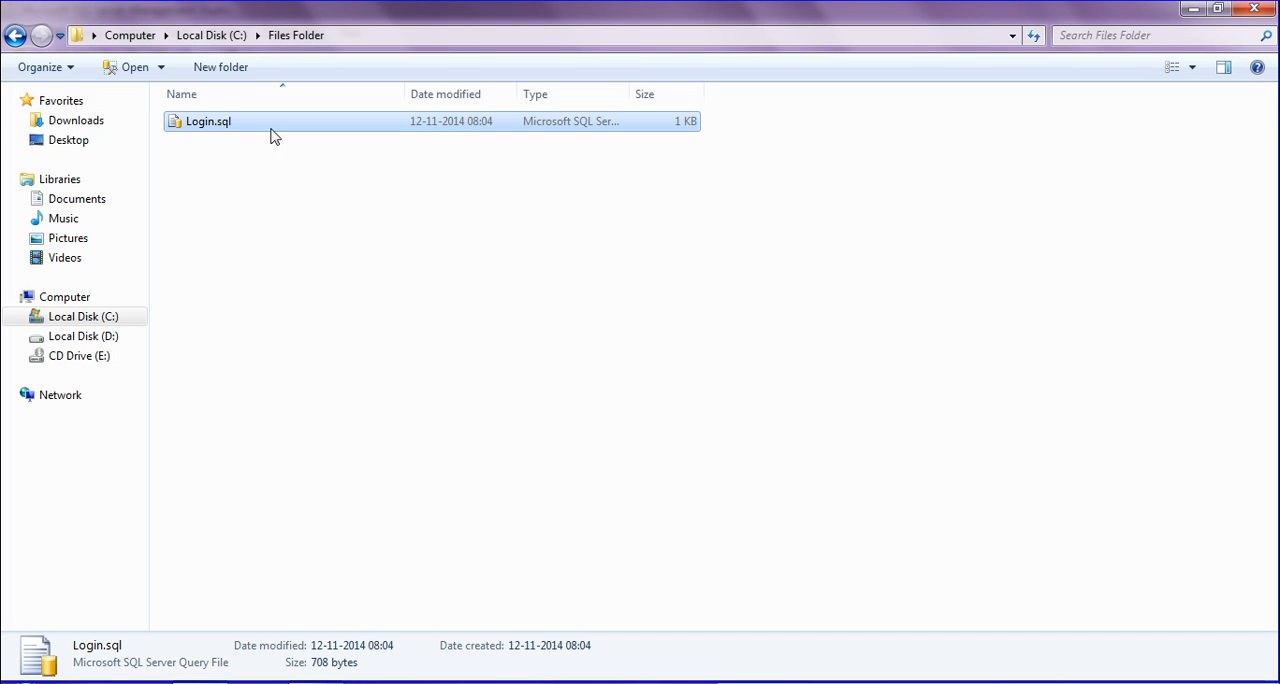 Computer Local Disk (C:) Files Folder Search Files Folder
Organize Open New folder
Name Date modified Type Size
Login.sql 12-11-2014 08:04 Microsoft SQL Ser... 1 KB
Favorites
Downloads
Desktop
Libraries
Documents
Music
Pictures
Videos
Computer
Local Disk (C:)
Local Disk (D:)
CD Drive (E:)
Network
Login.sql Date modified: 12-11-2014 08:04 Date created: 12-11-2014 08:04
Microsoft SQL Server Query File Size: 708 bytes